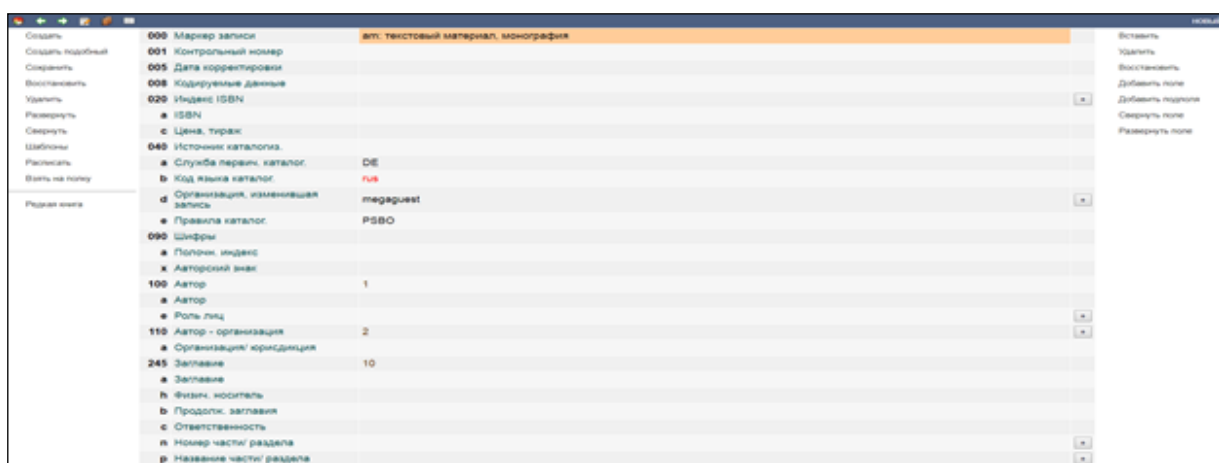 новый
Создать
Создать подобный
Сохранить
Восстановить
Удалить
Развернуть
Свернуть
Шаблоны
Расписать
Взять на полку
Редкая книга
000 Маркер записи am: текстовый материал, монография
001 Контрольный номер
005 Дата корректировки
008 Кодируемые данные
020 Индекс ISBN
a ISBN
c Цена, тираж
040 Источник каталогиз.
a Служба первич. каталог. DE
b Код языка каталог. rus
d Организация, изменившая
запись megaguest
e Правила каталог. PSBO
090 Шифры
a Полочн. индекс
x Авторский знак
100 Автор 1
a Автор
e Роль лиц
110 Автор - организация 2
a Организация/ юрисдикция
245 Заглавие 10
a Заглавие
h Физич. носитель
b Продолж. заглавия
c Ответственность
n Номер части/ раздела
p Название части/ раздела
Вставить
Удалить
Восстановить
Добавить поле
Добавить подполя
Свернуть поле
Развернуть поле